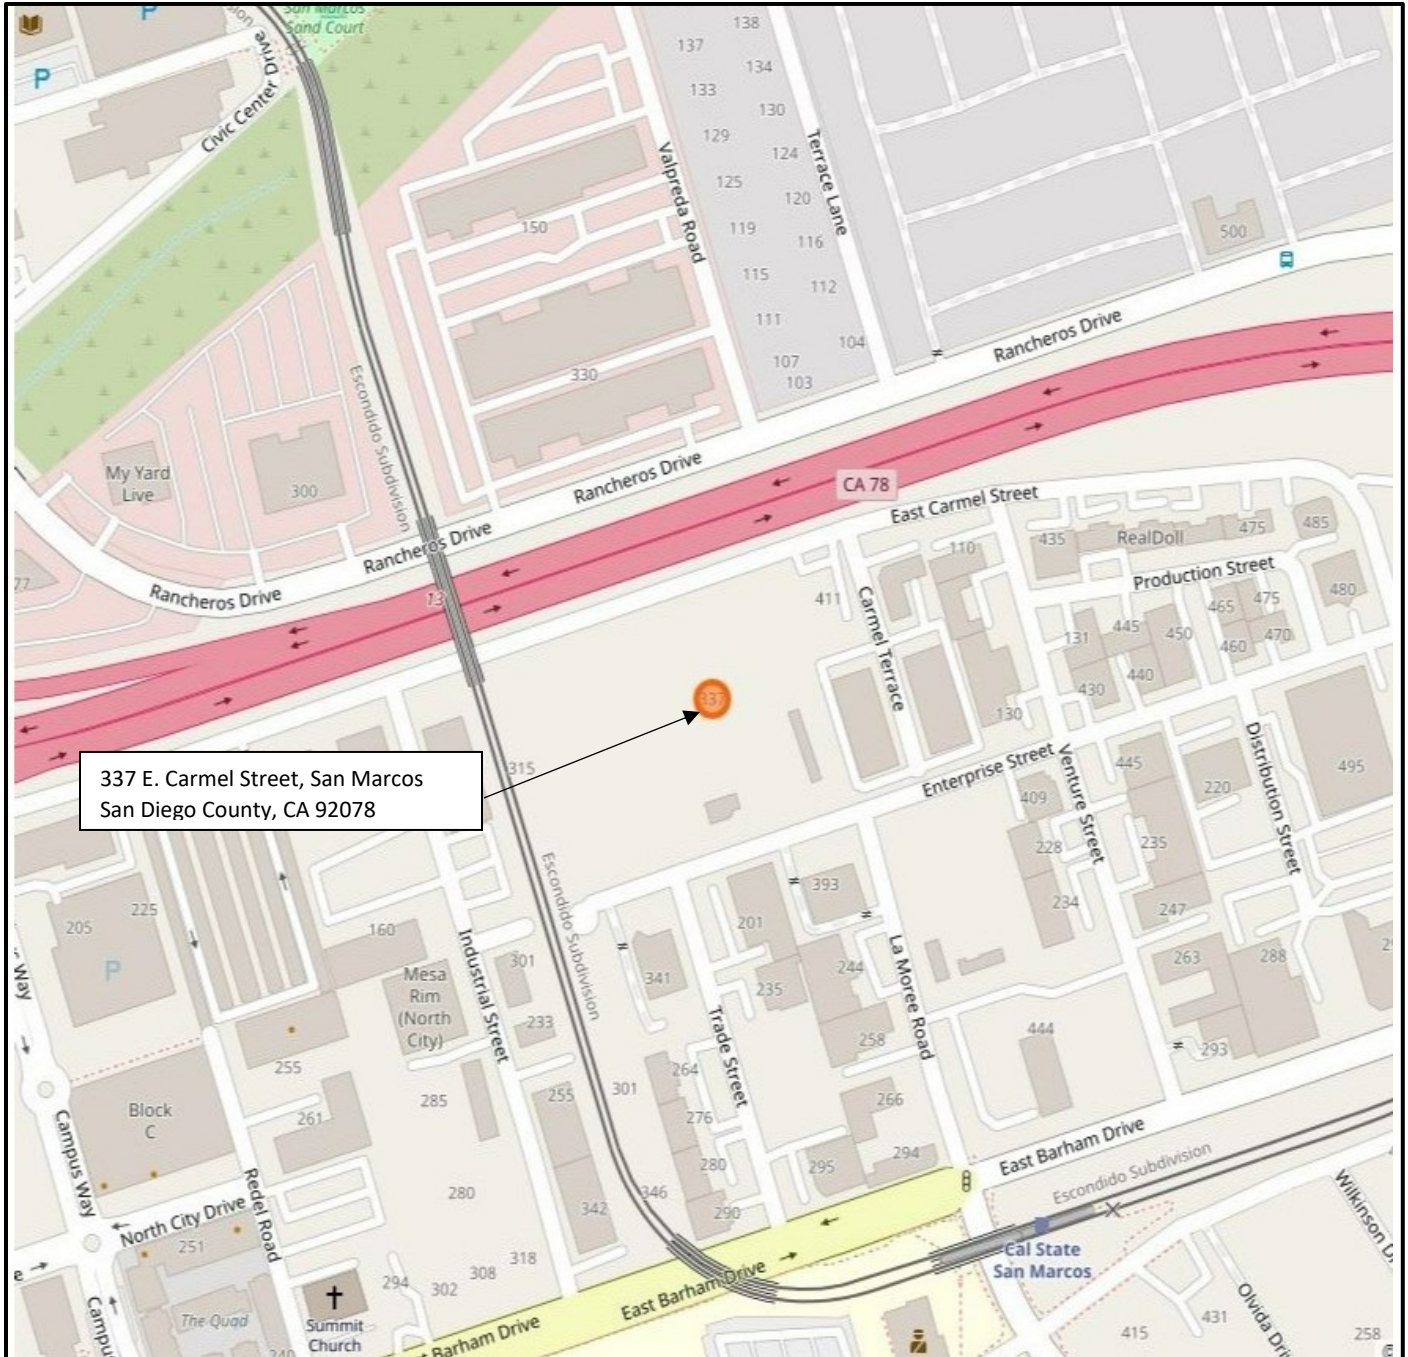 San Marcos
Sand Court
P
P
Civic Center Drive
138
137
134
133
130
129
124
125
120
119
116
115
112
111
104
107
103
Valpreda Road
Terrace Lane
150
330
500
Rancheros Drive
Rancheros Drive
Rancheros Drive
Rancheros Drive
Escondido Subdivision
My Yard
Live
300
77
13
CA 78
East Carmel Street
110
435
RealDoll
475
485
Production Street
480
411
Carmel Terrace
465
475
131
445
450
460
470
440
430
130
337
337 E. Carmel Street, San Marcos
San Diego County, CA 92078
315
Enterprise Street
Venture Street
Distribution Street
445
220
495
409
228
235
234
247
205
225
P
160
Escondido Subdivision
393
201
Industrial Street
301
Mesa
Rim
(North
City)
341
235
244
La Moree Road
263
288
Way
233
Trade Street
258
444
293
255
264
301
255
285
261
276
266
Block
C
Campus Way
Redel Road
280
280
295
294
East Barham Drive
Escondido Subdivision
342
346
290
North City Drive
251
318
308
302
294
East Barham Drive
Cal State
San Marcos
Wilkinson
Olvida
The Quad
Summit
Church
Barham Drive
240
415
431
258